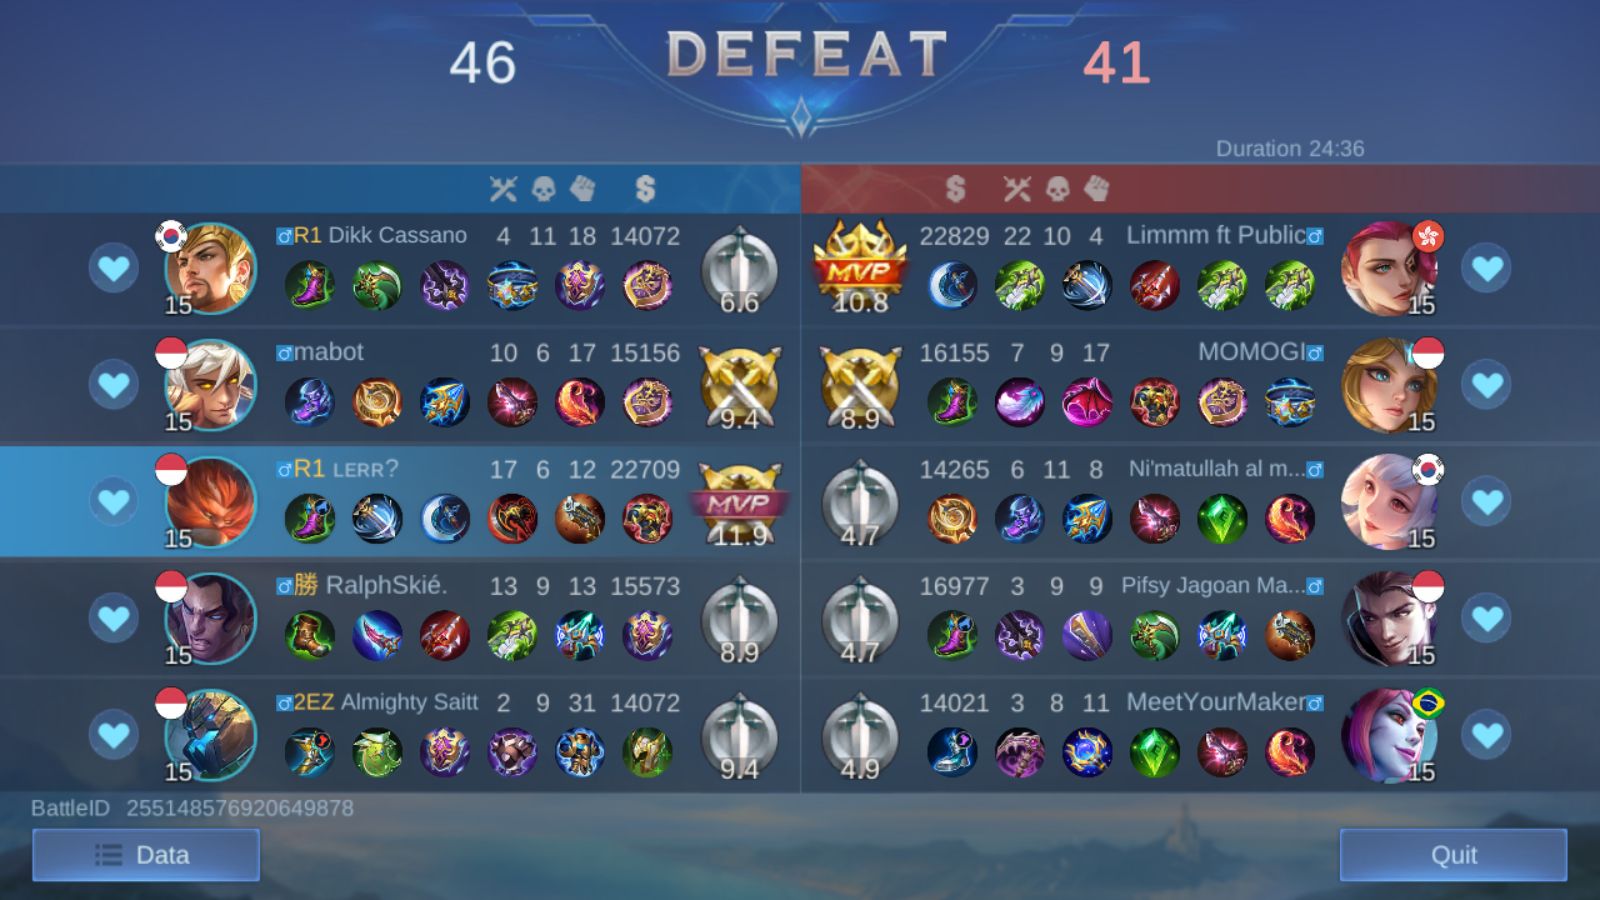 46 DEFEAT 41
Duration 24:36
R1 Dikk Cassano 4 11 18 14072
15 6.6
MVP 22829 22 10 4 Limmm ft Public
10.8 15
mabot 10 6 17 15156
15 9.4
16155 7 9 17 MOMOGI
8.9 15
R1 LERR? 17 6 12 22709
15 MVP 11.9
14265 6 11 8 Ni'matullah al m...
4.7 15
勝 RalphSkié. 13 9 13 15573
15 8.9
16977 3 9 9 Pifsy Jagoan Ma...
4.7 15
2EZ Almighty Saitt 2 9 31 14072
15 9.4
14021 3 8 11 MeetYourMaker
4.9 15
BattleID 255148576920649878
Data
Quit